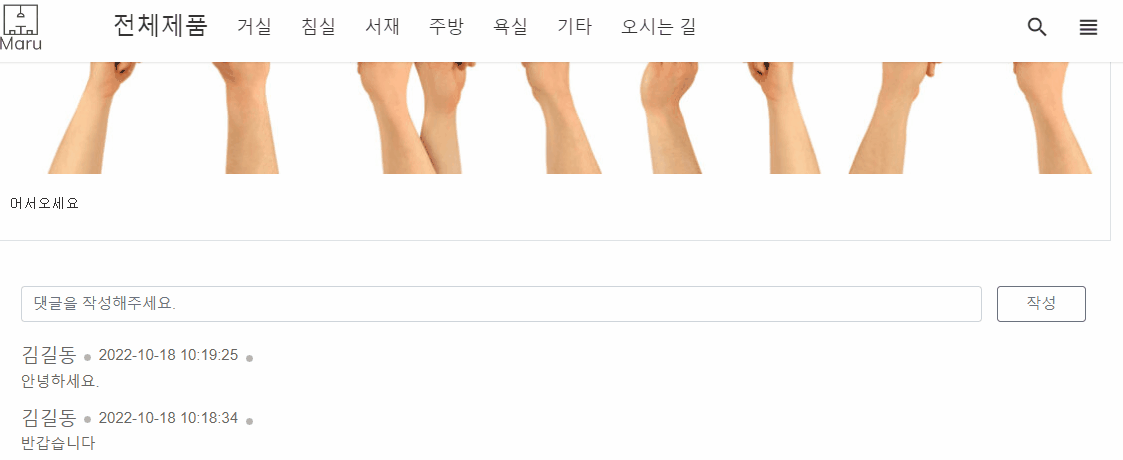 Maru
전체제품 거실 침실 서재 주방 욕실 기타 오시는 길
어서오세요
댓글을 작성해주세요. 작성
김길동 2022-10-18 10:19:25
안녕하세요.
김길동 2022-10-18 10:18:34
반갑습니다